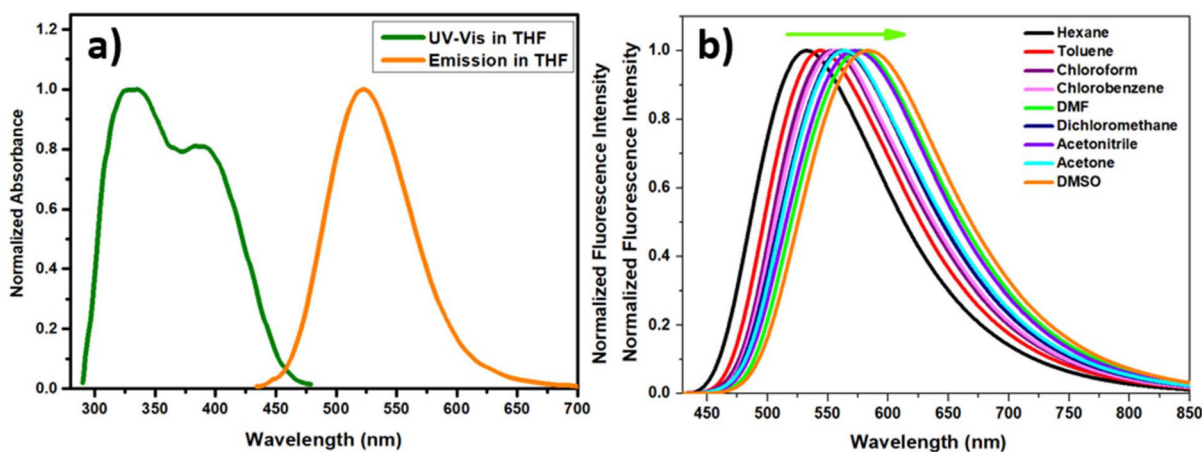 a)
UV-Vis in THF
Emission in THF
1.2
1.0
0.8
0.6
0.4
0.2
0.0
Normalized Absorbance
300 350 400 450 500 550 600 650 700
Wavelength (nm)
Normalized Fluorescence Intensity
b)
Hexane
Toluene
Chloroform
Chlorobenzene
DMF
Dichloromethane
Acetonitrile
Acetone
DMSO
1.0
0.8
0.6
0.4
0.2
0.0
Normalized Fluorescence Intensity
450 500 550 600 650 700 750 800 850
Wavelength (nm)